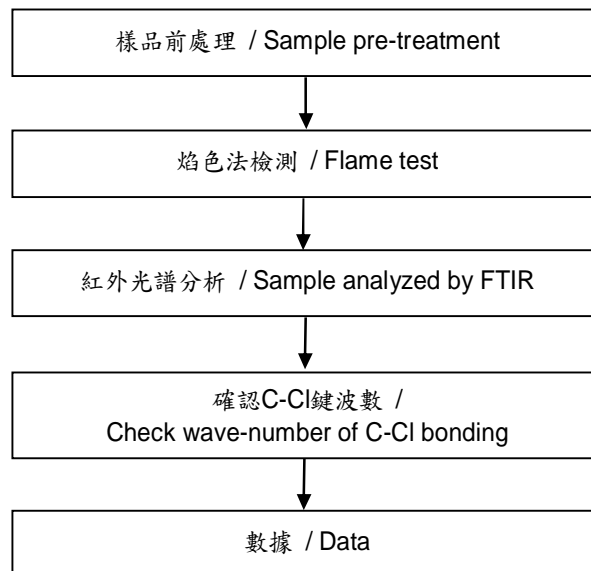 樣品前處理 / Sample pre-treatment
焰色法檢測 / Flame test
紅外光譜分析 / Sample analyzed by FTIR
確認C-Cl鍵波數 /
Check wave-number of C-Cl bonding
數據 / Data